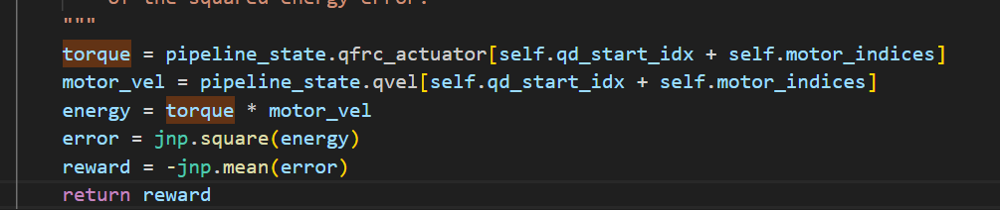 of the squared energy error.
"""
torque = pipeline_state.qfrc_actuator[self.qd_start_idx + self.motor_indices]
motor_vel = pipeline_state.qvel[self.qd_start_idx + self.motor_indices]
energy = torque * motor_vel
error = jnp.square(energy)
reward = -jnp.mean(error)
return reward